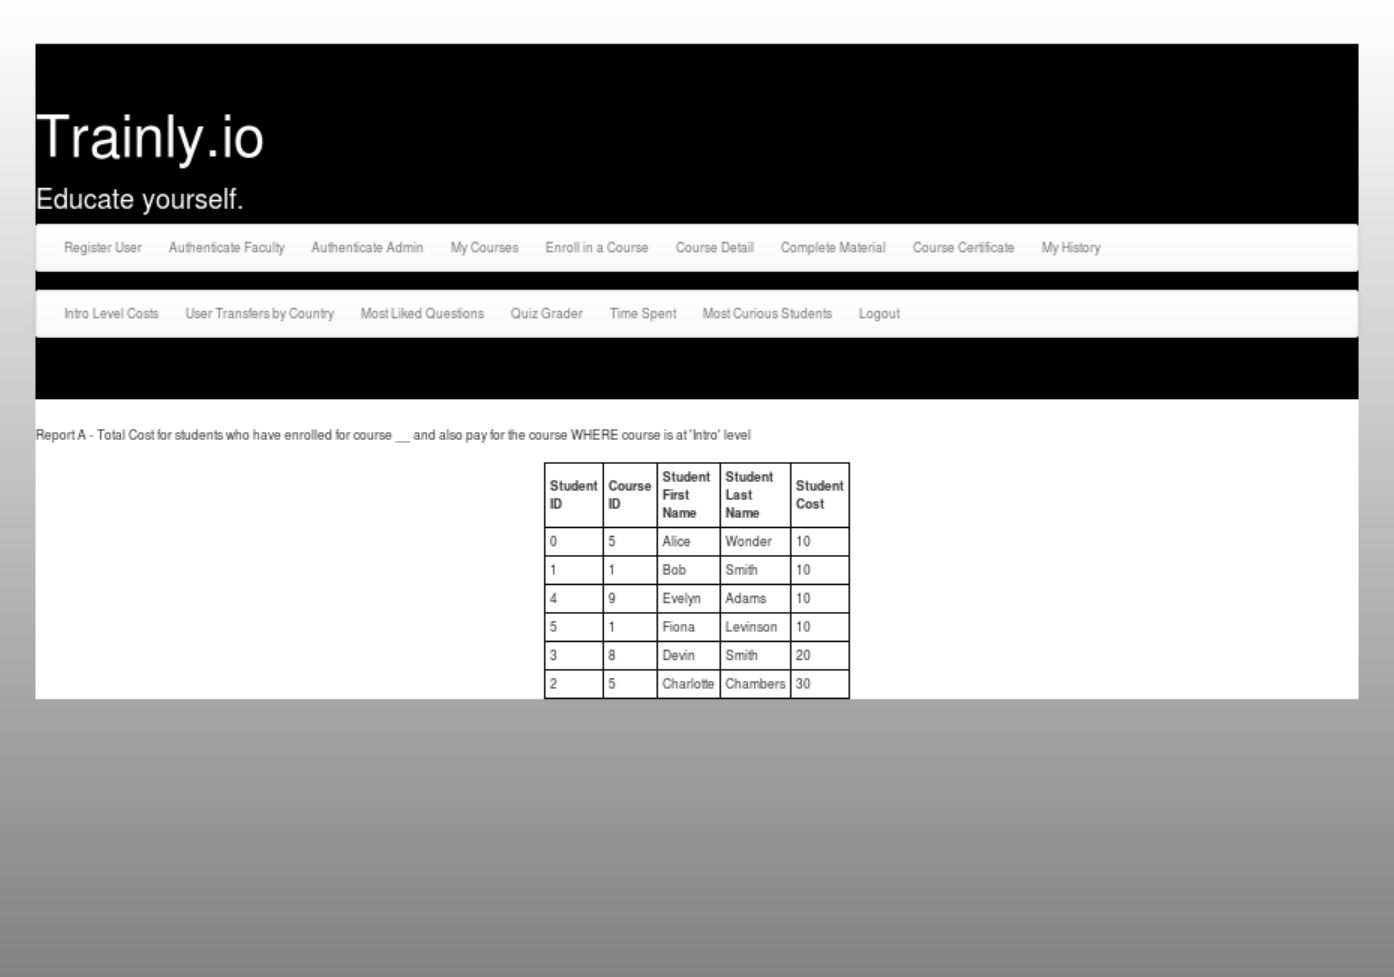 Trainly.io
Educate yourself.
Register User Authenticate Faculty Authenticate Admin My Courses Enroll in a Course Course Detail Complete Material Course Certificate My History
Intro Level Costs User Transfers by Country Most Liked Questions Quiz Grader Time Spent Most Curious Students Logout
Report A - Total Cost for students who have enrolled for course __ and also pay for the course WHERE course is at 'Intro' level
Student ID Course ID Student First Name Student Last Name Student Cost
0 5 Alice Wonder 10
1 1 Bob Smith 10
4 9 Evelyn Adams 10
5 1 Fiona Levinson 10
3 8 Devin Smith 20
2 5 Charlotte Chambers 30